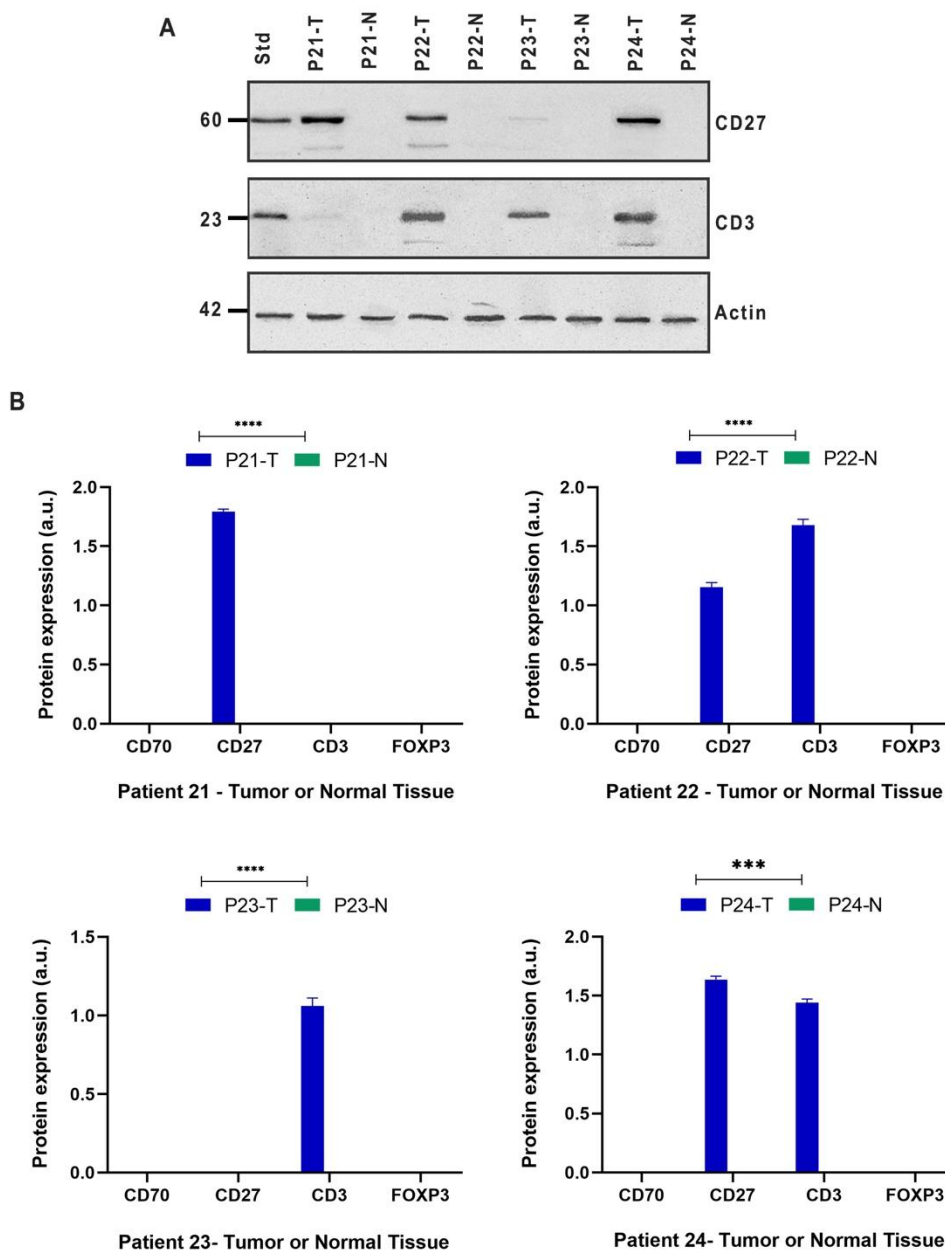 A
Std P21-T P21-N P22-T P22-N P23-T P23-N P24-T P24-N
60 CD27
23 CD3
42 Actin
B
****
P21-T P21-N
Protein expression (a.u.)
2.0
1.5
1.0
0.5
0.0
CD70 CD27 CD3 FOXP3
Patient 21 - Tumor or Normal Tissue
****
P22-T P22-N
Protein expression (a.u.)
2.0
1.5
1.0
0.5
0.0
CD70 CD27 CD3 FOXP3
Patient 22 - Tumor or Normal Tissue
****
P23-T P23-N
Protein expression (a.u.)
1.5
1.0
0.5
0.0
CD70 CD27 CD3 FOXP3
Patient 23- Tumor or Normal Tissue
***
P24-T P24-N
Protein expression (a.u.)
2.0
1.5
1.0
0.5
0.0
CD70 CD27 CD3 FOXP3
Patient 24- Tumor or Normal Tissue